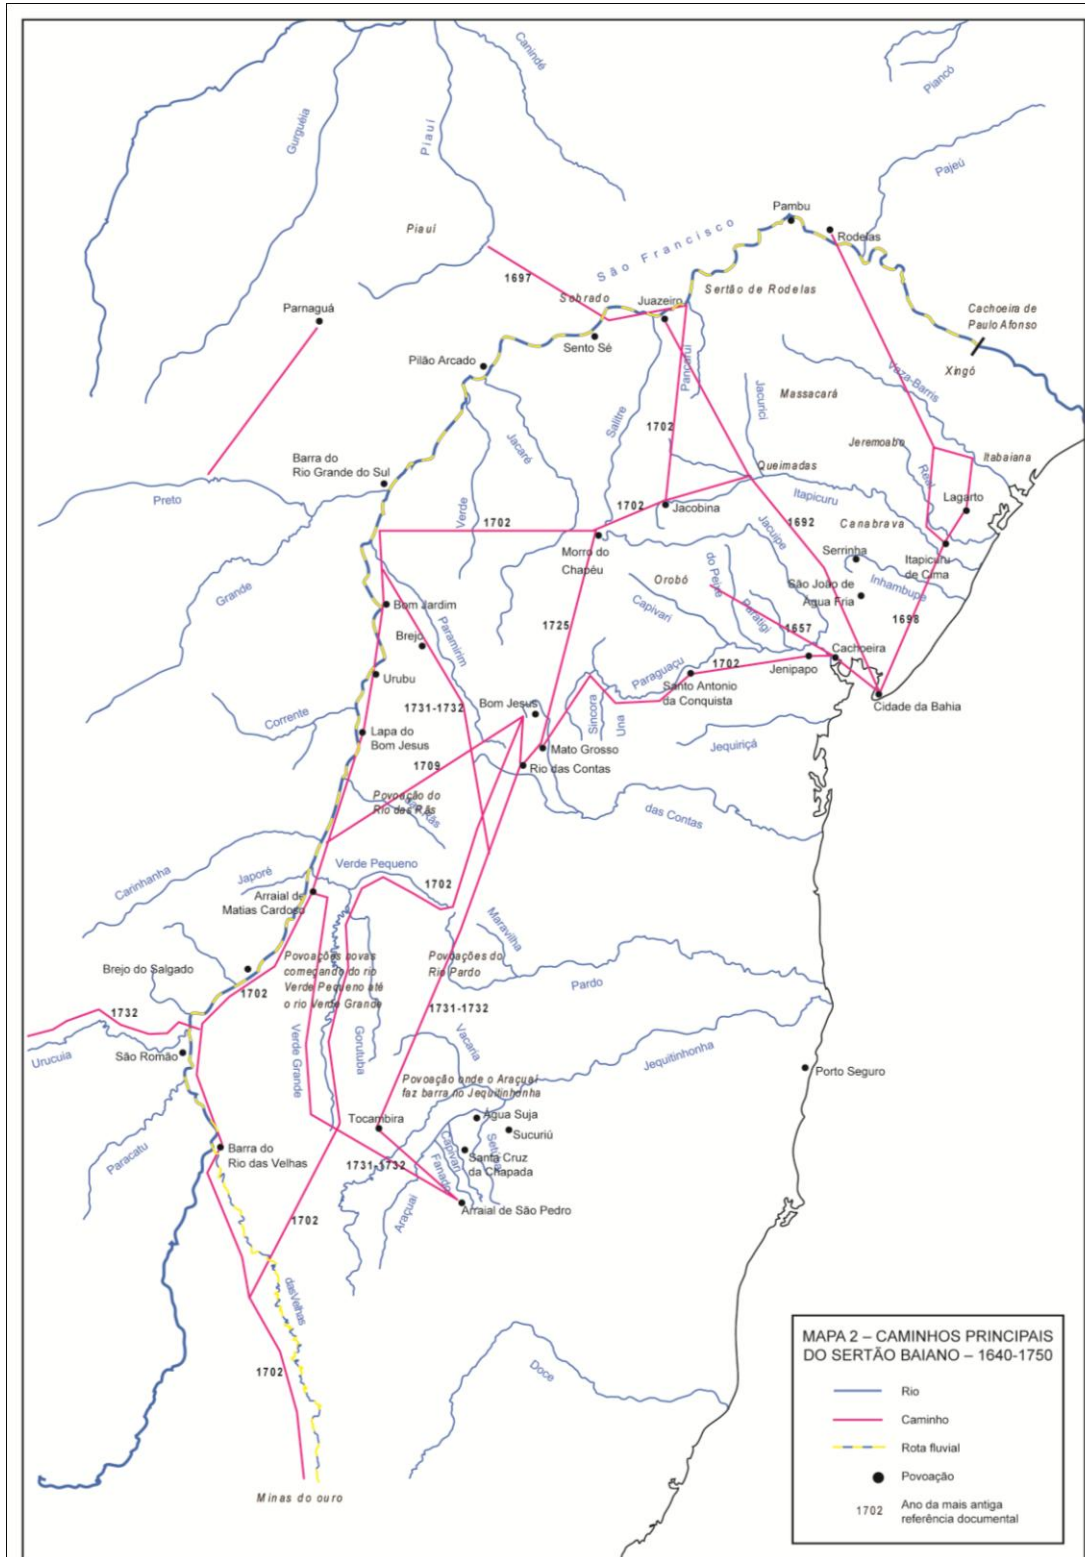 Canindé
Piancó
Gurguéia
Piauí
Pajeú
Pambu
Piauí
São Francisco
Rodelas
1697
Sobrado
Juazeiro
Sertão de Rodelas
Parnaguá
Cachoeira de
Paulo Afonso
Sento Sé
Pilão Arcado
Xingó
Vaza-Barris
Massacará
Jacurici
Salitre
1702
Jacaré
Jeremoabo
Barra do
Rio Grande do Sul
Itabaiana
Queimadas
Real
Preto
Verde
Itapicuru
Lagarto
1702
Jacobina
1702
Canabrava
1692
Jacuipe
Morro do
Chapéu
Serrinha
Itapicuru
de Cima
Orobó
do Peixe
São João de
Água Fria
Inhambupe
Grande
Bom Jardim
Capivari
Paratigi
1698
Paramirim
1725
1657
Brejo
Cachoeira
Jenipapo
Paraguaçu
1702
Urubu
Santo Antonio
da Conquista
Cidade da Bahia
1731-1732
Bom Jesus
Sincora
Una
Corrente
Lapa do
Bom Jesus
Mato Grosso
Jequiriçá
1709
Rio das Contas
Povoação do
Rio das Rãs
das Rãs
das Contas
Carinhanha
Japoré
Verde Pequeno
1702
Arraial de
Matias Cardoso
Maravilha
Povoações novas
começando do rio
Verde Pequeno até
o rio Verde Grande
Povoações do
Rio Pardo
Brejo do Salgado
1702
Pardo
1732
1731-1732
Urucuia
São Romão
Verde Grande
Gorutuba
Vacaria
Jequitinhonha
Porto Seguro
Povoação onde o Araçuaí
faz barra no Jequitinhonha
Tocambira
Água Suja
Sucuriú
Paracatu
Barra do
Rio das Velhas
Capivari
Setúbal
Santa Cruz
da Chapada
1731-1732
Fanado
Araçuaí
Arraial de São Pedro
1702
das Velhas
1702
Doce
Minas do ouro
MAPA 2 – CAMINHOS PRINCIPAIS
DO SERTÃO BAIANO – 1640-1750
Rio
Caminho
Rota fluvial
Povoação
1702 Ano da mais antiga
referência documental